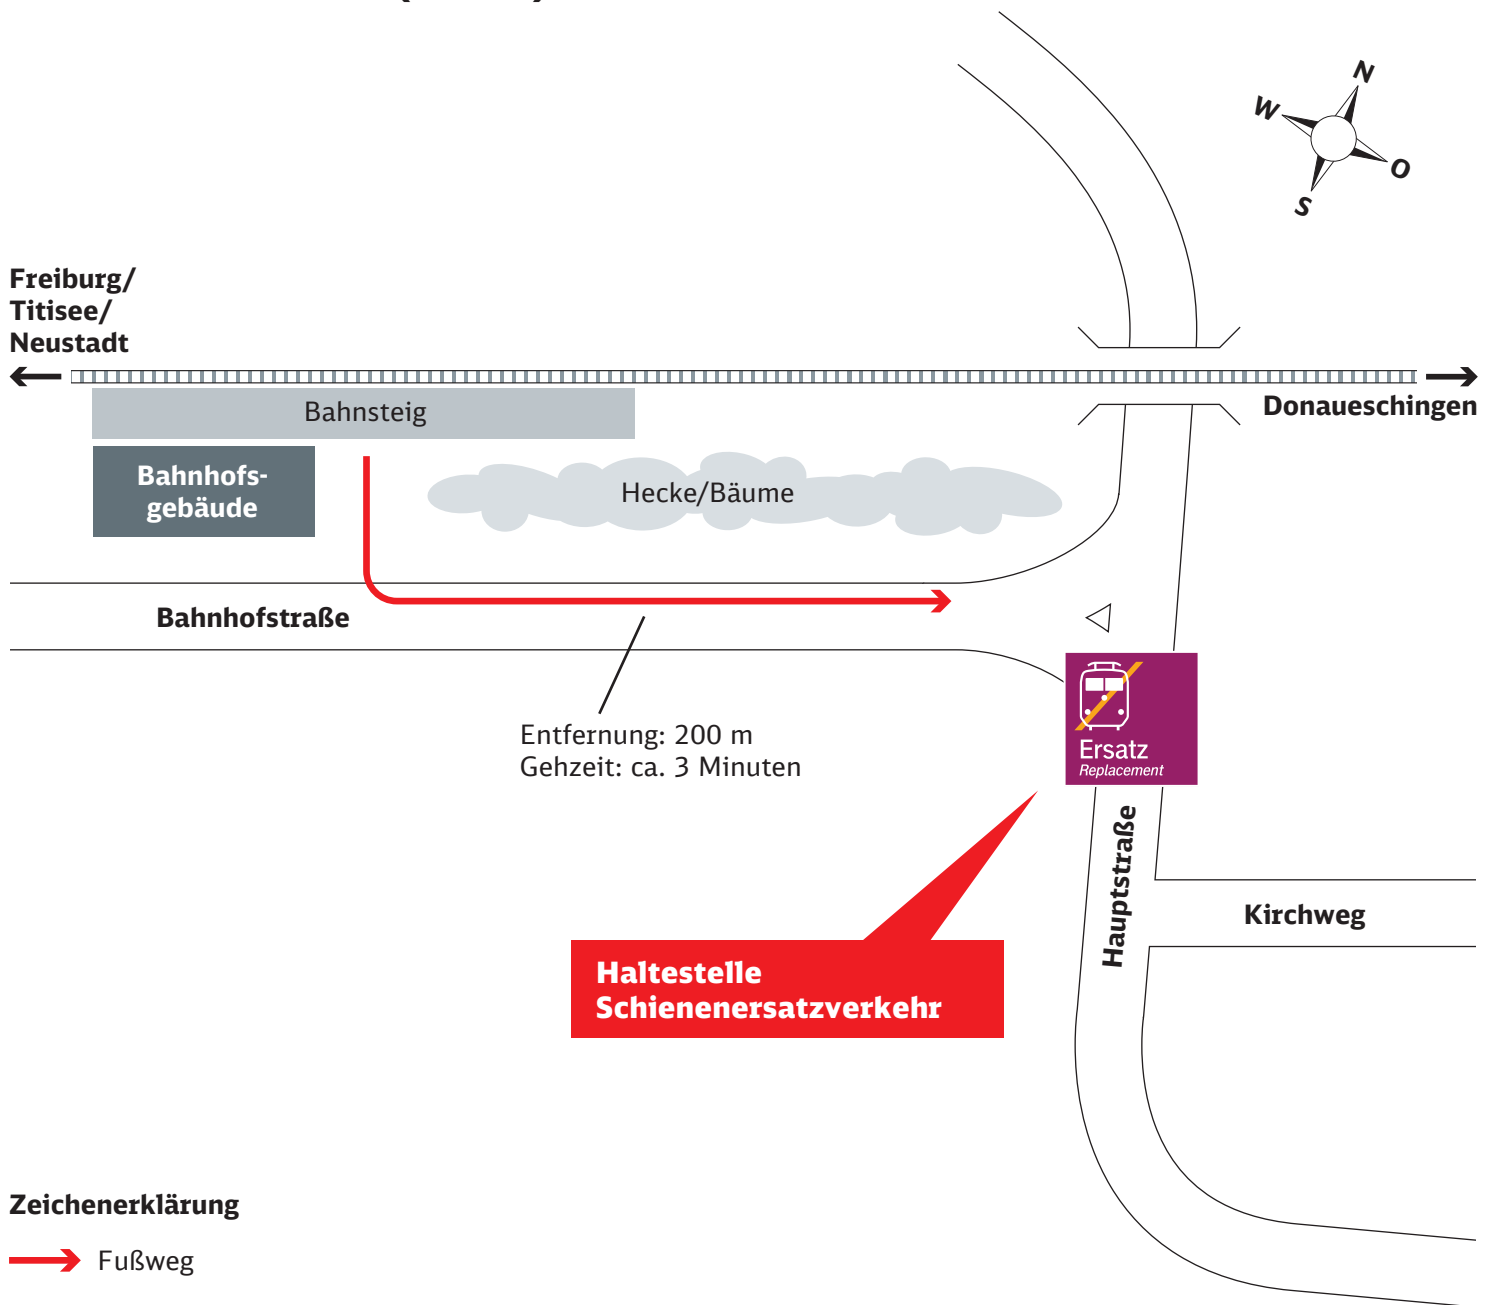 N
W
O
S
Freiburg/
Titisee/
Neustadt
Donaueschingen
Bahnsteig
Bahnhofs-
gebäude
Hecke/Bäume
Bahnhofstraße
Entfernung: 200 m
Gehzeit: ca. 3 Minuten
Ersatz
Replacement
Hauptstraße
Kirchweg
Haltestelle
Schienenersatzverkehr
Zeichenerklärung
Fußweg